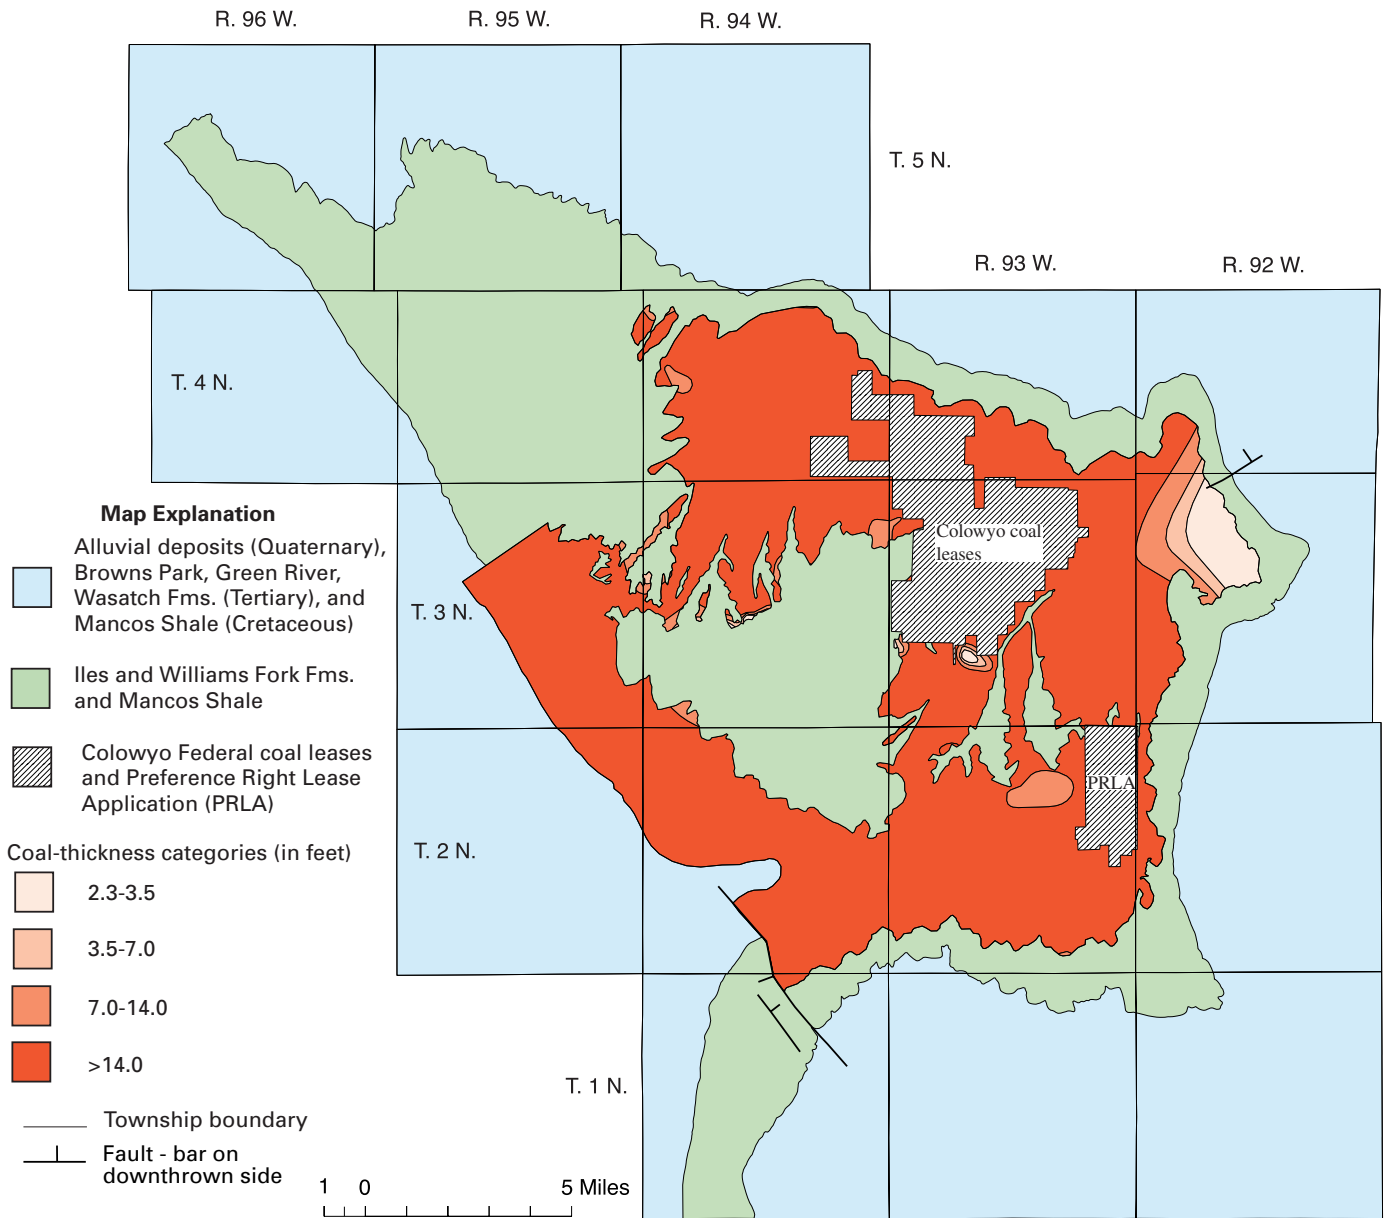 R. 96 W.
R. 95 W.
R. 94 W.
T. 5 N.
R. 93 W.
R. 92 W.
T. 4 N.
Map Explanation
Alluvial deposits (Quaternary),
Browns Park, Green River,
Wasatch Fms. (Tertiary), and
Mancos Shale (Cretaceous)
Iles and Williams Fork Fms.
and Mancos Shale
Colowyo Federal coal leases
and Preference Right Lease
Application (PRLA)
Coal-thickness categories (in feet)
2.3-3.5
3.5-7.0
7.0-14.0
>14.0
Township boundary
Fault - bar on
downthrown side
Colowyo coal
leases
T. 3 N.
PRLA
T. 2 N.
T. 1 N.
1 0 5 Miles